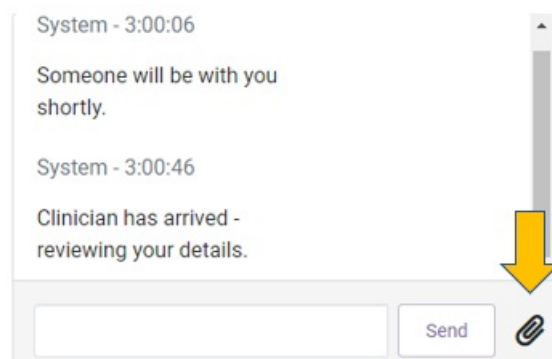 System - 3:00:06
Someone will be with you
shortly.
System - 3:00:46
Clinician has arrived -
reviewing your details.
Send